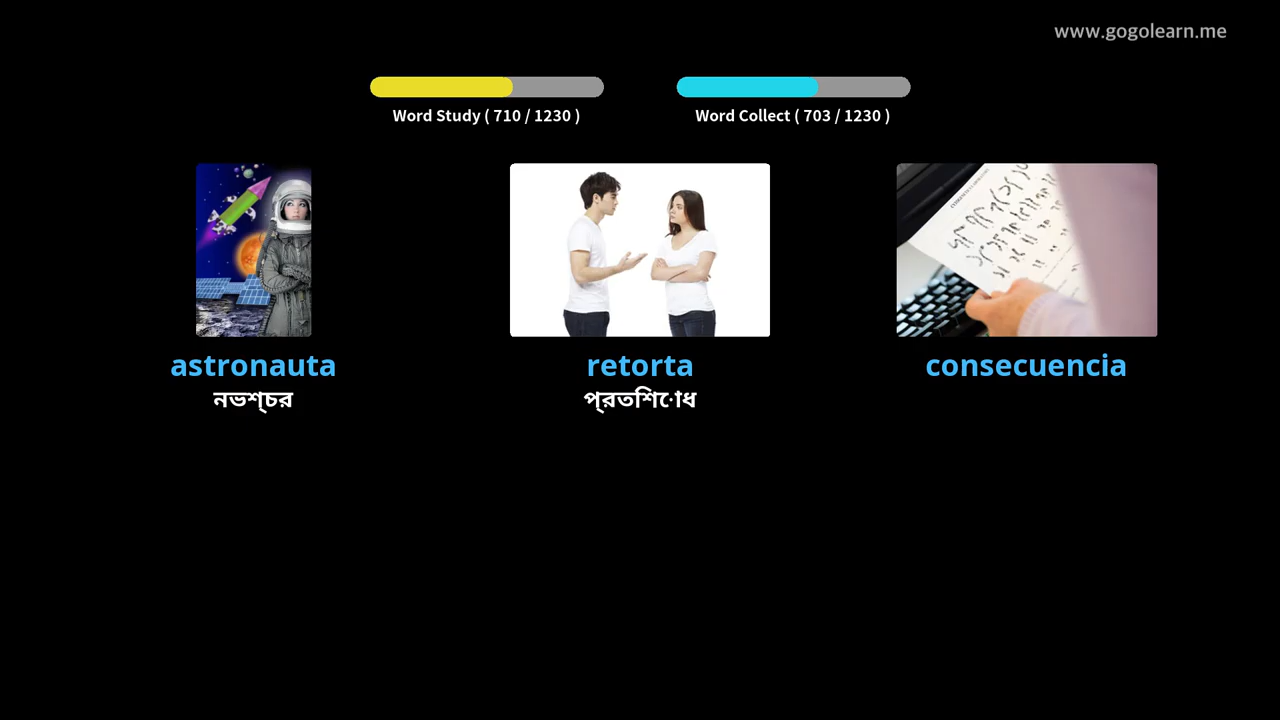 www.gogolearn.me
Word Study ( 710 / 1230 )
Word Collect ( 703 / 1230 )
astronauta
retorta
consecuencia
নভশ্চর
প্রতিশোধ